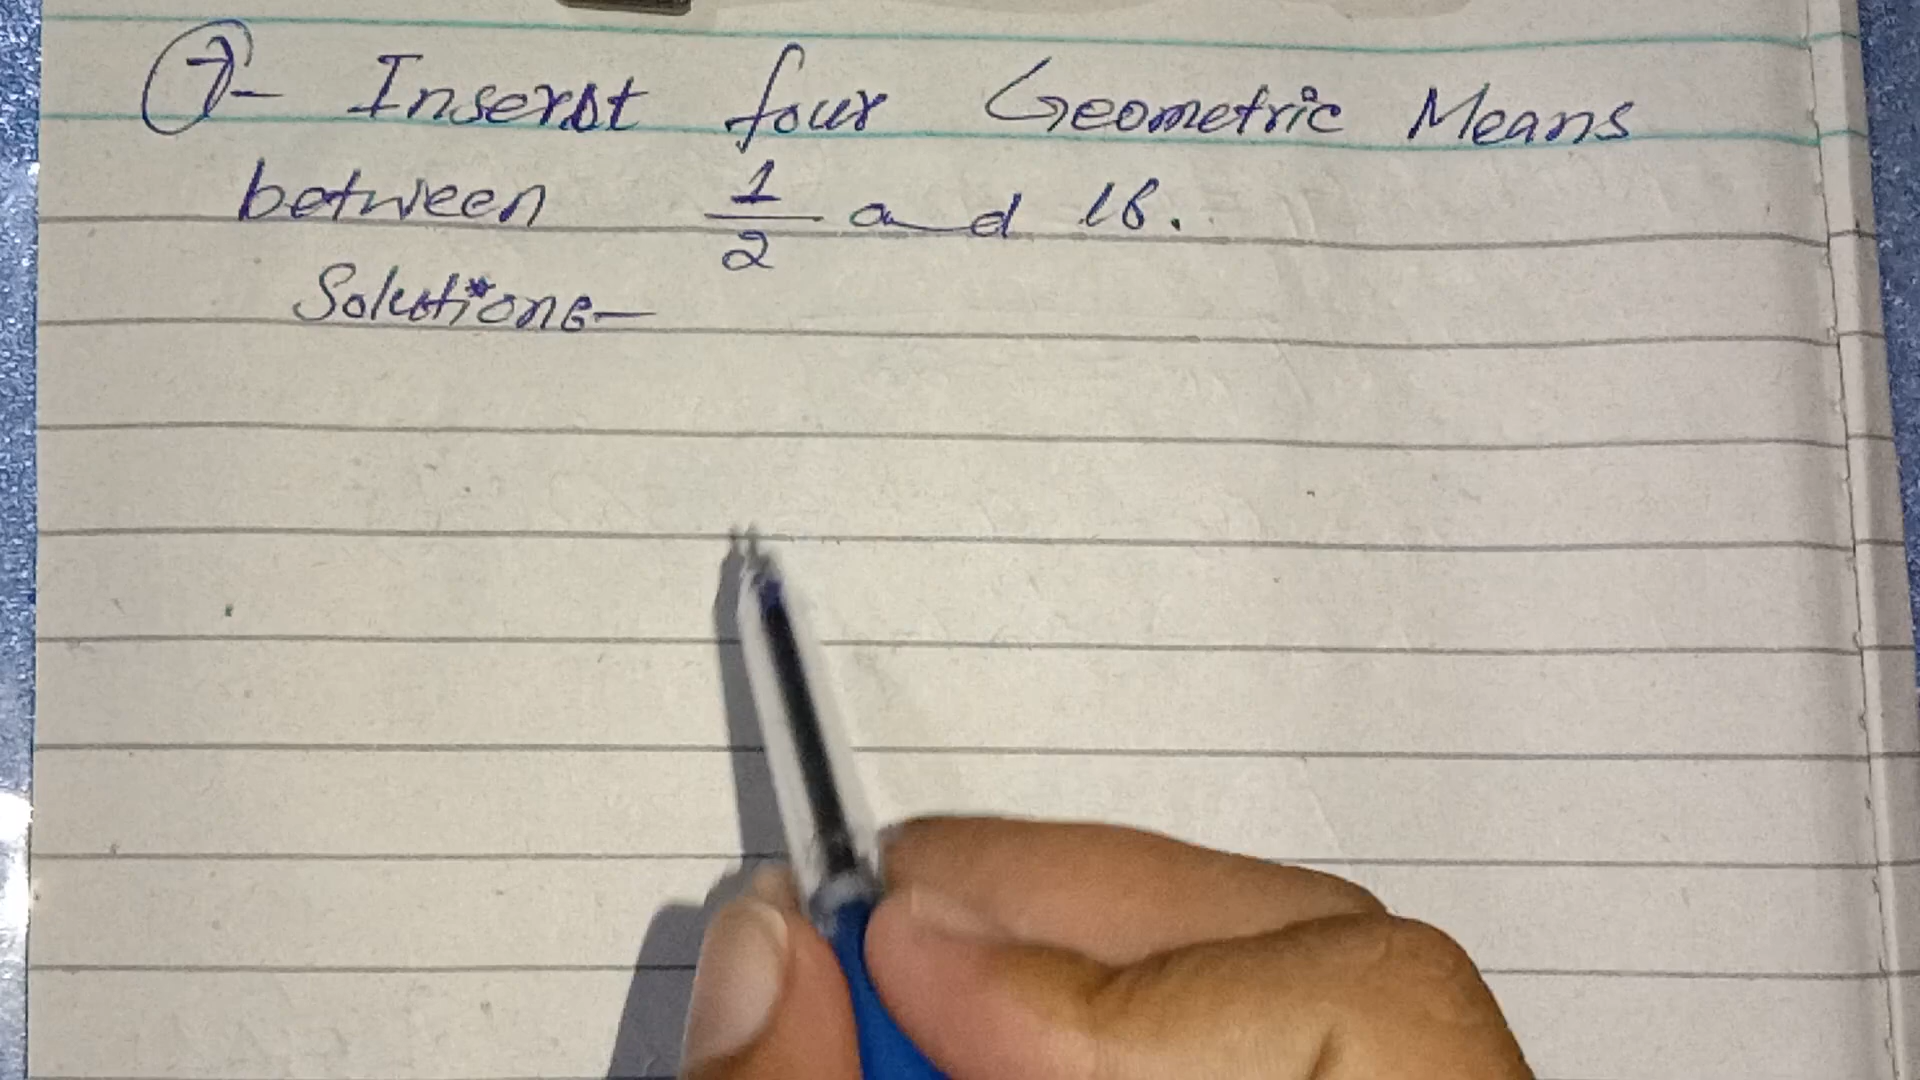 7- Insert four Geometric Means
between 1/2 and 16.
Solution:-